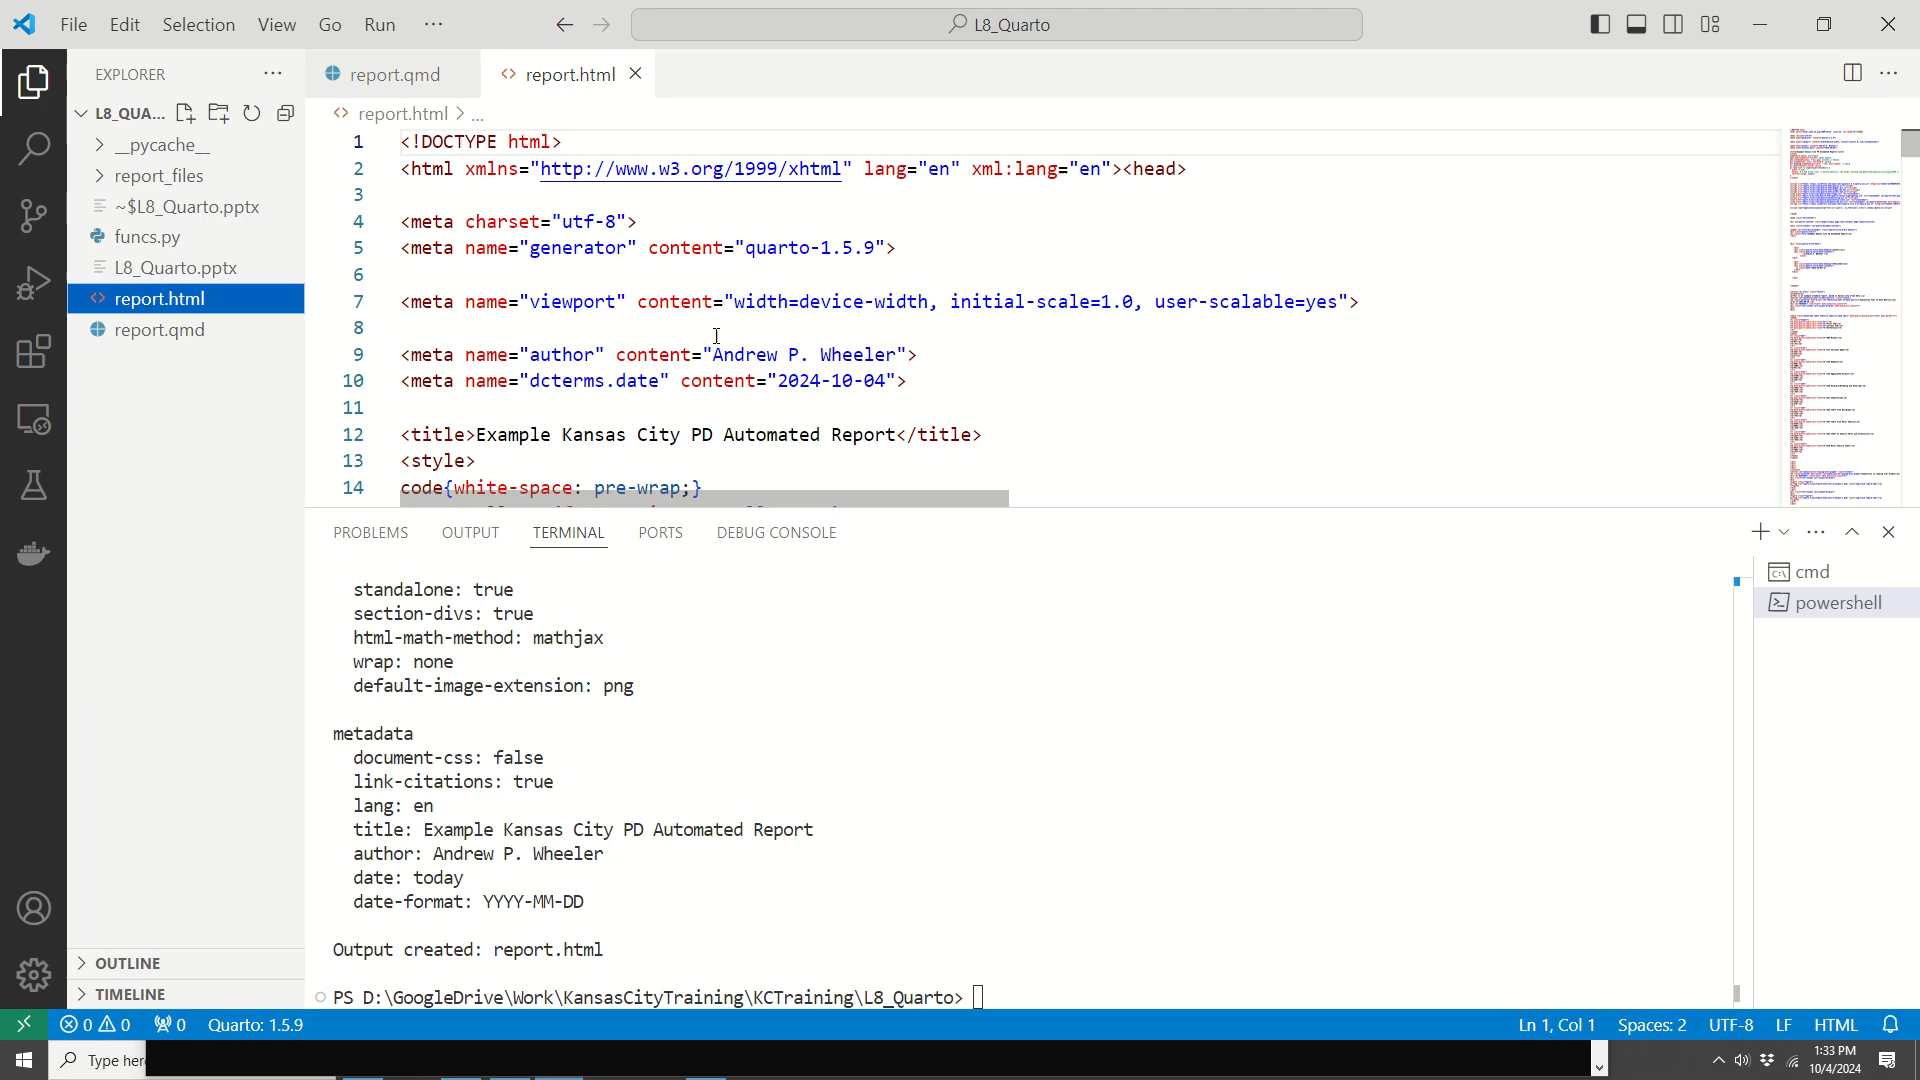 File Edit Selection View Go Run ··· L8_Quarto
EXPLORER ···
report.qmd
report.html
L8_QUA...
report.html > ...
__pycache__
report_files
~$L8_Quarto.pptx
funcs.py
L8_Quarto.pptx
report.html
report.qmd
OUTLINE
TIMELINE
1 <!DOCTYPE html>
2 <html xmlns="http://www.w3.org/1999/xhtml" lang="en" xml:lang="en"><head>
3
4 <meta charset="utf-8">
5 <meta name="generator" content="quarto-1.5.9">
6
7 <meta name="viewport" content="width=device-width, initial-scale=1.0, user-scalable=yes">
8
9 <meta name="author" content="Andrew P. Wheeler">
10 <meta name="dcterms.date" content="2024-10-04">
11
12 <title>Example Kansas City PD Automated Report</title>
13 <style>
14 code{white-space: pre-wrap;}
PROBLEMS OUTPUT TERMINAL PORTS DEBUG CONSOLE
standalone: true
section-divs: true
html-math-method: mathjax
wrap: none
default-image-extension: png
metadata
document-css: false
link-citations: true
lang: en
title: Example Kansas City PD Automated Report
author: Andrew P. Wheeler
date: today
date-format: YYYY-MM-DD
Output created: report.html
PS D:\GoogleDrive\Work\KansasCityTraining\KCTraining\L8_Quarto>
cmd
powershell
0 0 0 Quarto: 1.5.9 Ln 1, Col 1 Spaces: 2 UTF-8 LF HTML
Type
1:33 PM
10/4/2024